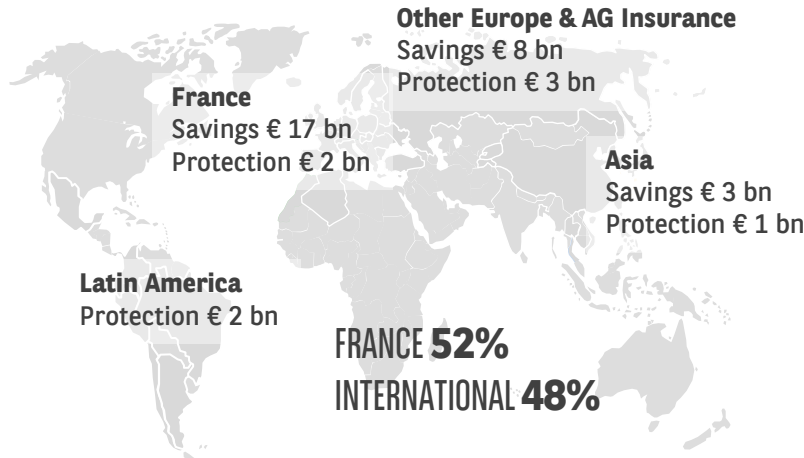 Other Europe & AG Insurance
Savings € 8 bn
Protection € 3 bn
France
Savings € 17 bn
Protection € 2 bn
Asia
Savings € 3 bn
Protection € 1 bn
Latin America
Protection € 2 bn
FRANCE 52%
INTERNATIONAL 48%